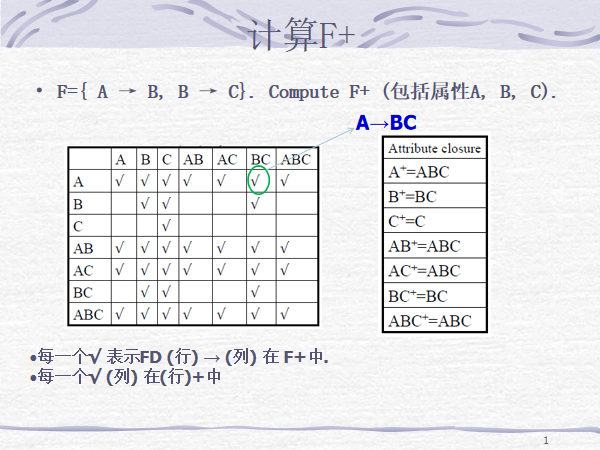 计算F+
• F={ A → B, B → C}. Compute F+ (包括属性A, B, C).
A→BC
A B C AB AC BC ABC
A √ √ √ √ √ √ √
B √ √ √
C √
AB √ √ √ √ √ √ √
AC √ √ √ √ √ √ √
BC √ √ √
ABC √ √ √ √ √ √ √
Attribute closure
A⁺=ABC
B⁺=BC
C⁺=C
AB⁺=ABC
AC⁺=ABC
BC⁺=BC
ABC⁺=ABC
•每一个√ 表示FD (行) → (列) 在 F+中.
•每一个√ (列) 在(行)+中
1